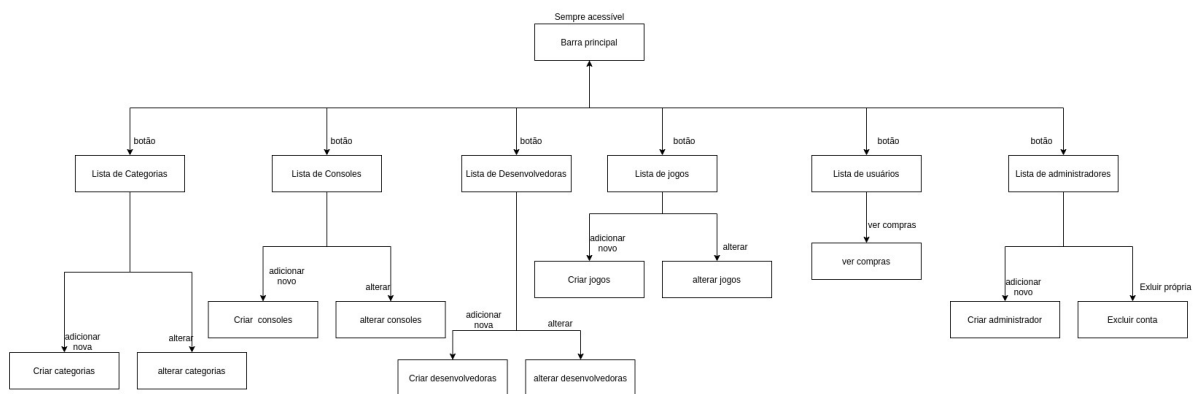 Sempre acessível
Barra principal
botão
botão
botão
botão
botão
botão
Lista de Categorias
Lista de Consoles
Lista de Desenvolvedoras
Lista de jogos
Lista de usuários
Lista de administradores
ver compras
adicionar
novo
alterar
ver compras
adicionar
novo
alterar
Criar jogos
alterar jogos
adicionar
novo
Exluir própria
Criar consoles
alterar consoles
adicionar
nova
alterar
Criar administrador
Excluir conta
adicionar
nova
alterar
Criar categorias
alterar categorias
Criar desenvolvedoras
alterar desenvolvedoras